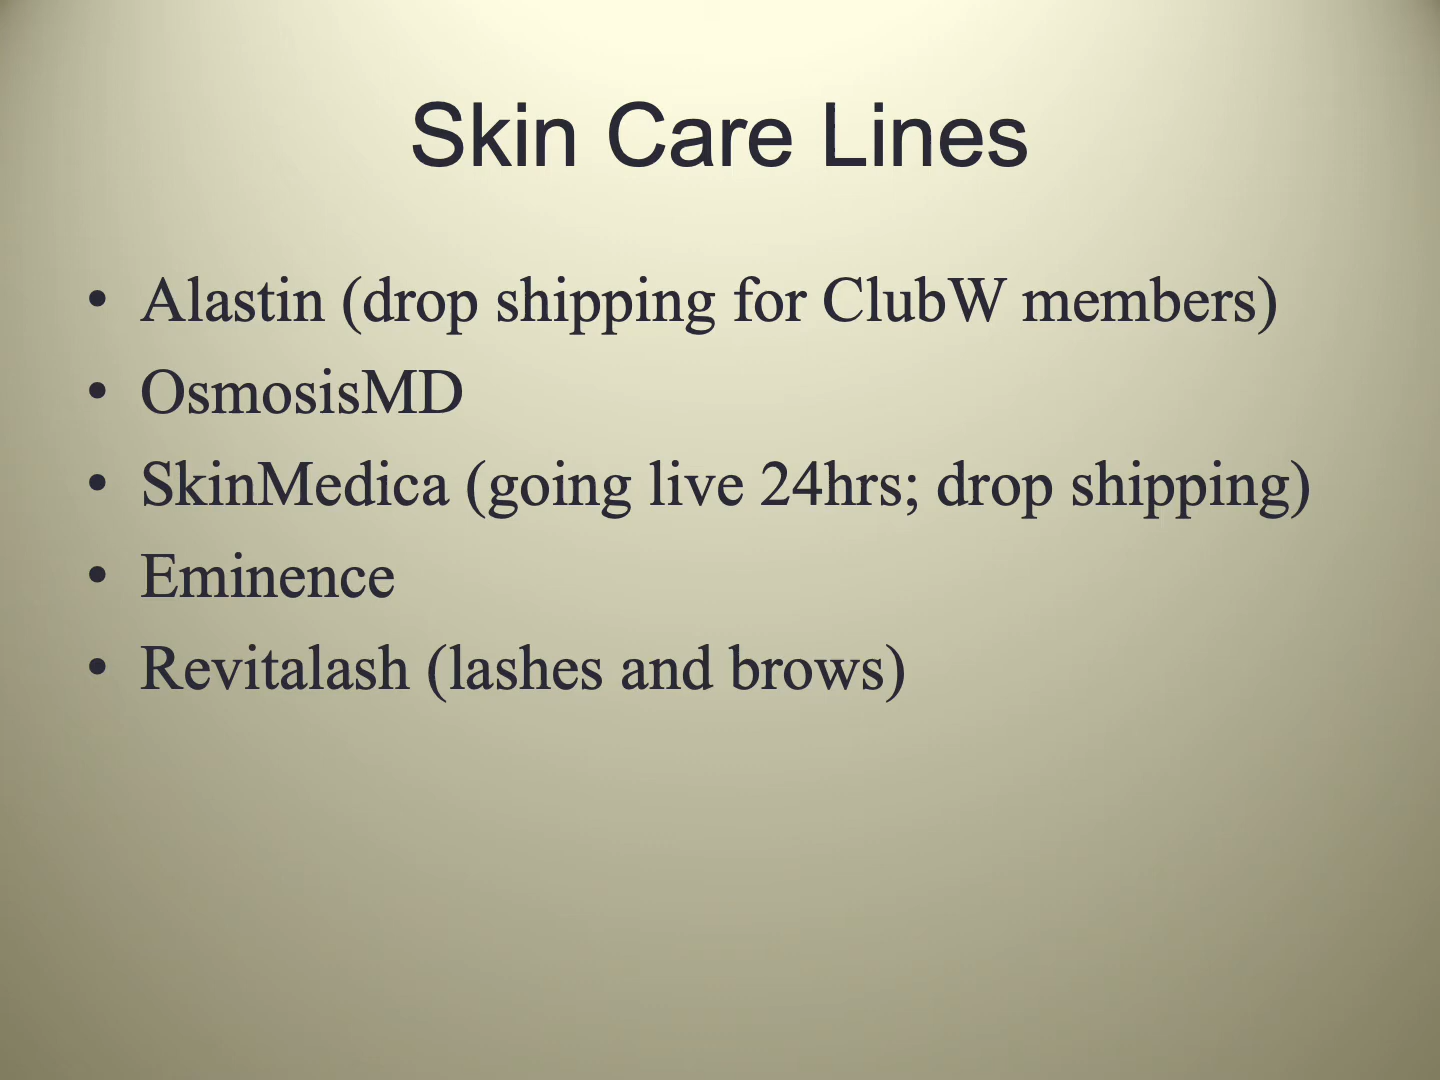 Skin Care Lines
• Alastin (drop shipping for ClubW members)
• OsmosisMD
• SkinMedica (going live 24hrs; drop shipping)
• Eminence
• Revitalash (lashes and brows)